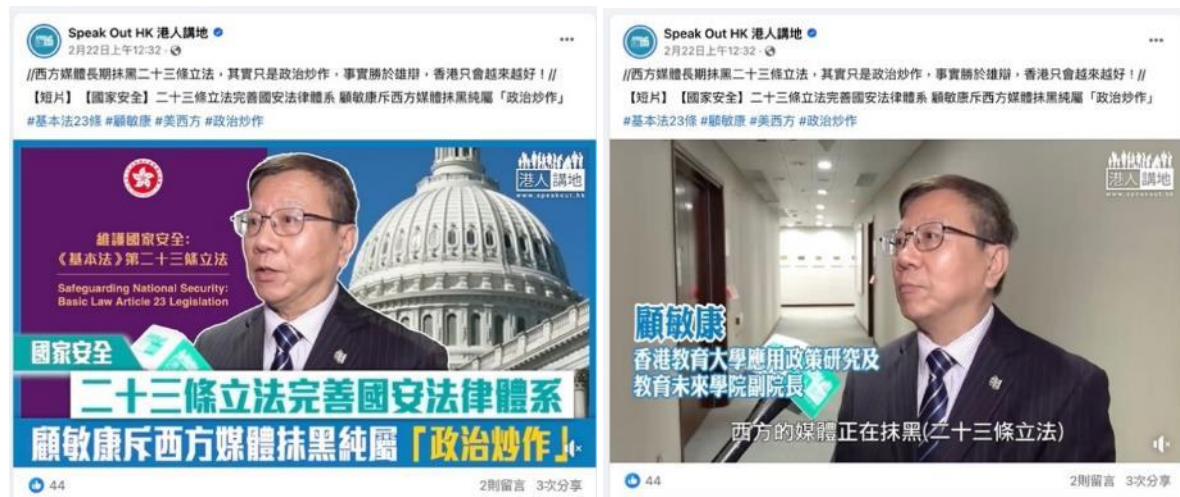 Speak Out HK 港人講地
2月22日上午12:32 ·
//西方媒體長期抹黑二十三條立法，其實只是政治炒作，事實勝於雄辯，香港只會越來越好！//
【短片】【國家安全】二十三條立法完善國安法律體系 顧敏康斥西方媒體抹黑純屬「政治炒作」
#基本法23條 #顧敏康 #美西方 #政治炒作
港人講地
www.speakout.hk
維護國家安全：
《基本法》第二十三條立法
Safeguarding National Security:
Basic Law Article 23 Legislation
國家安全
二十三條立法完善國安法律體系
顧敏康斥西方媒體抹黑純屬「政治炒作」
44
2則留言 3次分享
Speak Out HK 港人講地
2月22日上午12:32 ·
//西方媒體長期抹黑二十三條立法，其實只是政治炒作，事實勝於雄辯，香港只會越來越好！//
【短片】【國家安全】二十三條立法完善國安法律體系 顧敏康斥西方媒體抹黑純屬「政治炒作」
#基本法23條 #顧敏康 #美西方 #政治炒作
港人講地
www.speakout.hk
顧敏康
香港教育大學應用政策研究及
教育未來學院副院長
西方的媒體正在抹黑(二十三條立法)
44
2則留言 3次分享